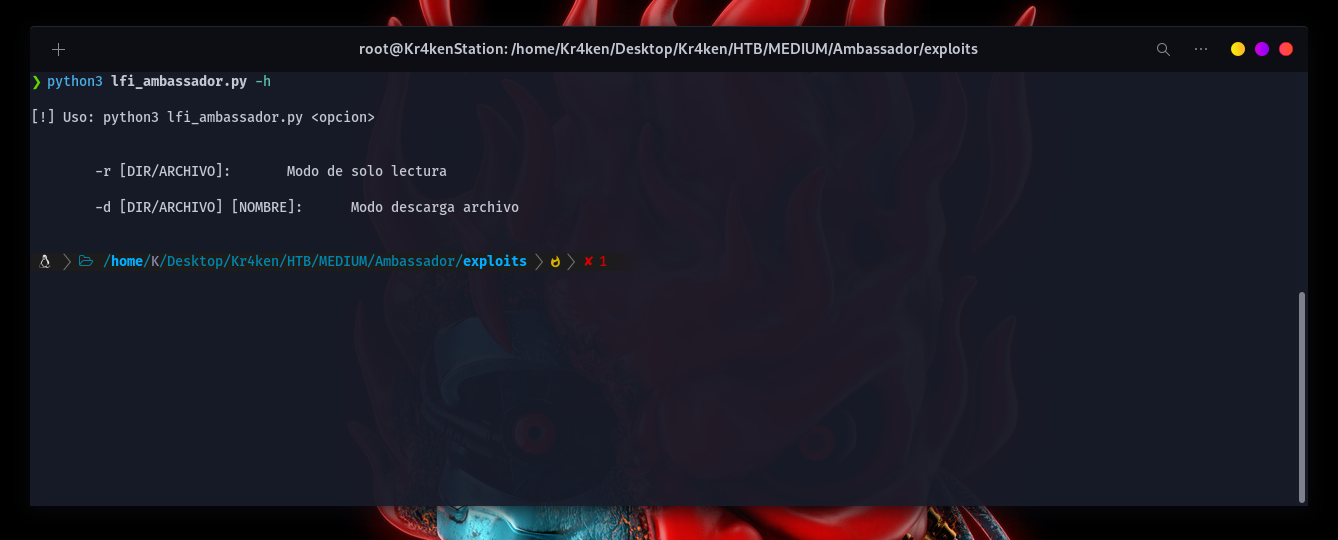 root@Kr4kenStation: /home/Kr4ken/Desktop/Kr4ken/HTB/MEDIUM/Ambassador/exploits
❯ python3 lfi_ambassador.py -h
[!] Uso: python3 lfi_ambassador.py <opcion>
-r [DIR/ARCHIVO]: Modo de solo lectura
-d [DIR/ARCHIVO] [NOMBRE]: Modo descarga archivo
/home/K/Desktop/Kr4ken/HTB/MEDIUM/Ambassador/exploits ✘ 1